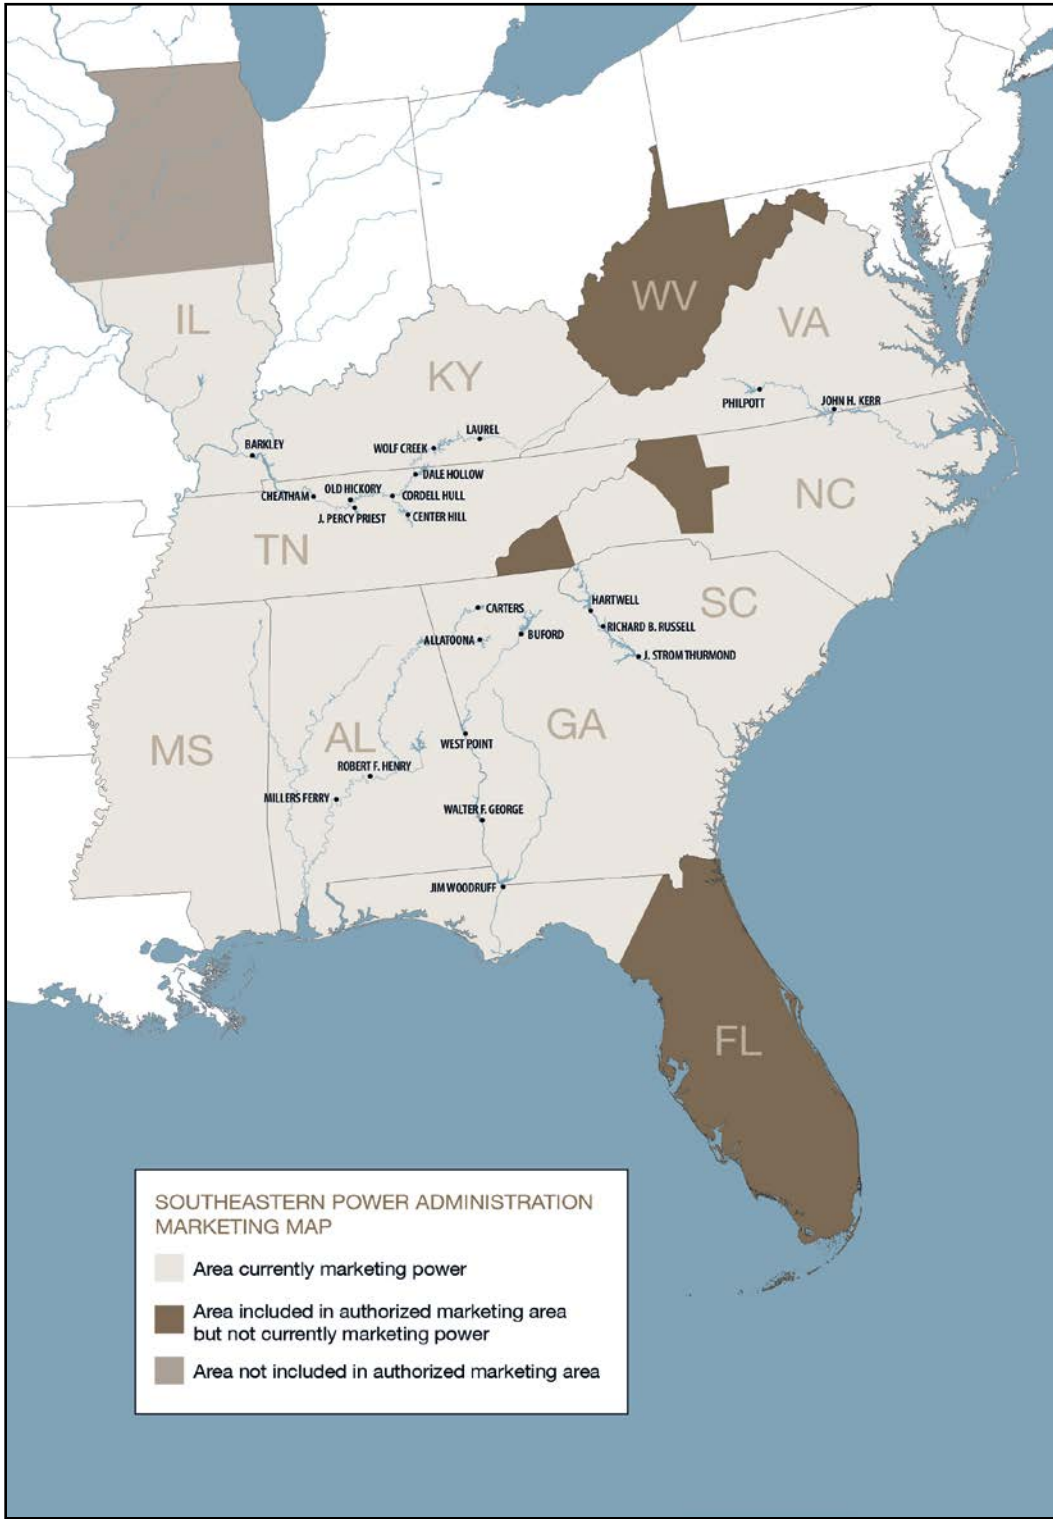 WV
IL
VA
KY
PHILPOTT
JOHN H. KERR
LAUREL
BARKLEY
WOLF CREEK
DALE HOLLOW
OLD HICKORY
CHEATHAM
CORDELL HULL
NC
J. PERCY PRIEST
CENTER HILL
TN
HARTWELL
SC
CARTERS
RICHARD B. RUSSELL
BUFORD
ALLATOONA
J. STROM THURMOND
GA
AL
MS
WEST POINT
ROBERT F. HENRY
MILLERS FERRY
WALTER F. GEORGE
JIM WOODRUFF
FL
SOUTHEASTERN POWER ADMINISTRATION
MARKETING MAP
Area currently marketing power
Area included in authorized marketing area
but not currently marketing power
Area not included in authorized marketing area